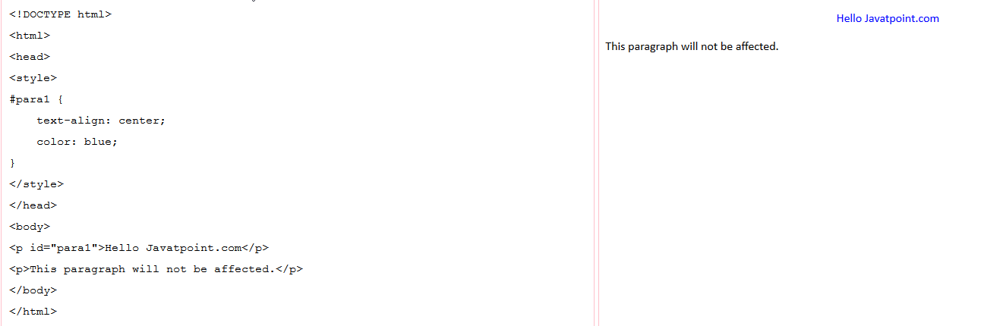 <!DOCTYPE html>
<html>
<head>
<style>
#para1 {
    text-align: center;
    color: blue;
}
</style>
</head>
<body>
<p id="para1">Hello Javatpoint.com</p>
<p>This paragraph will not be affected.</p>
</body>
</html>
Hello Javatpoint.com
This paragraph will not be affected.